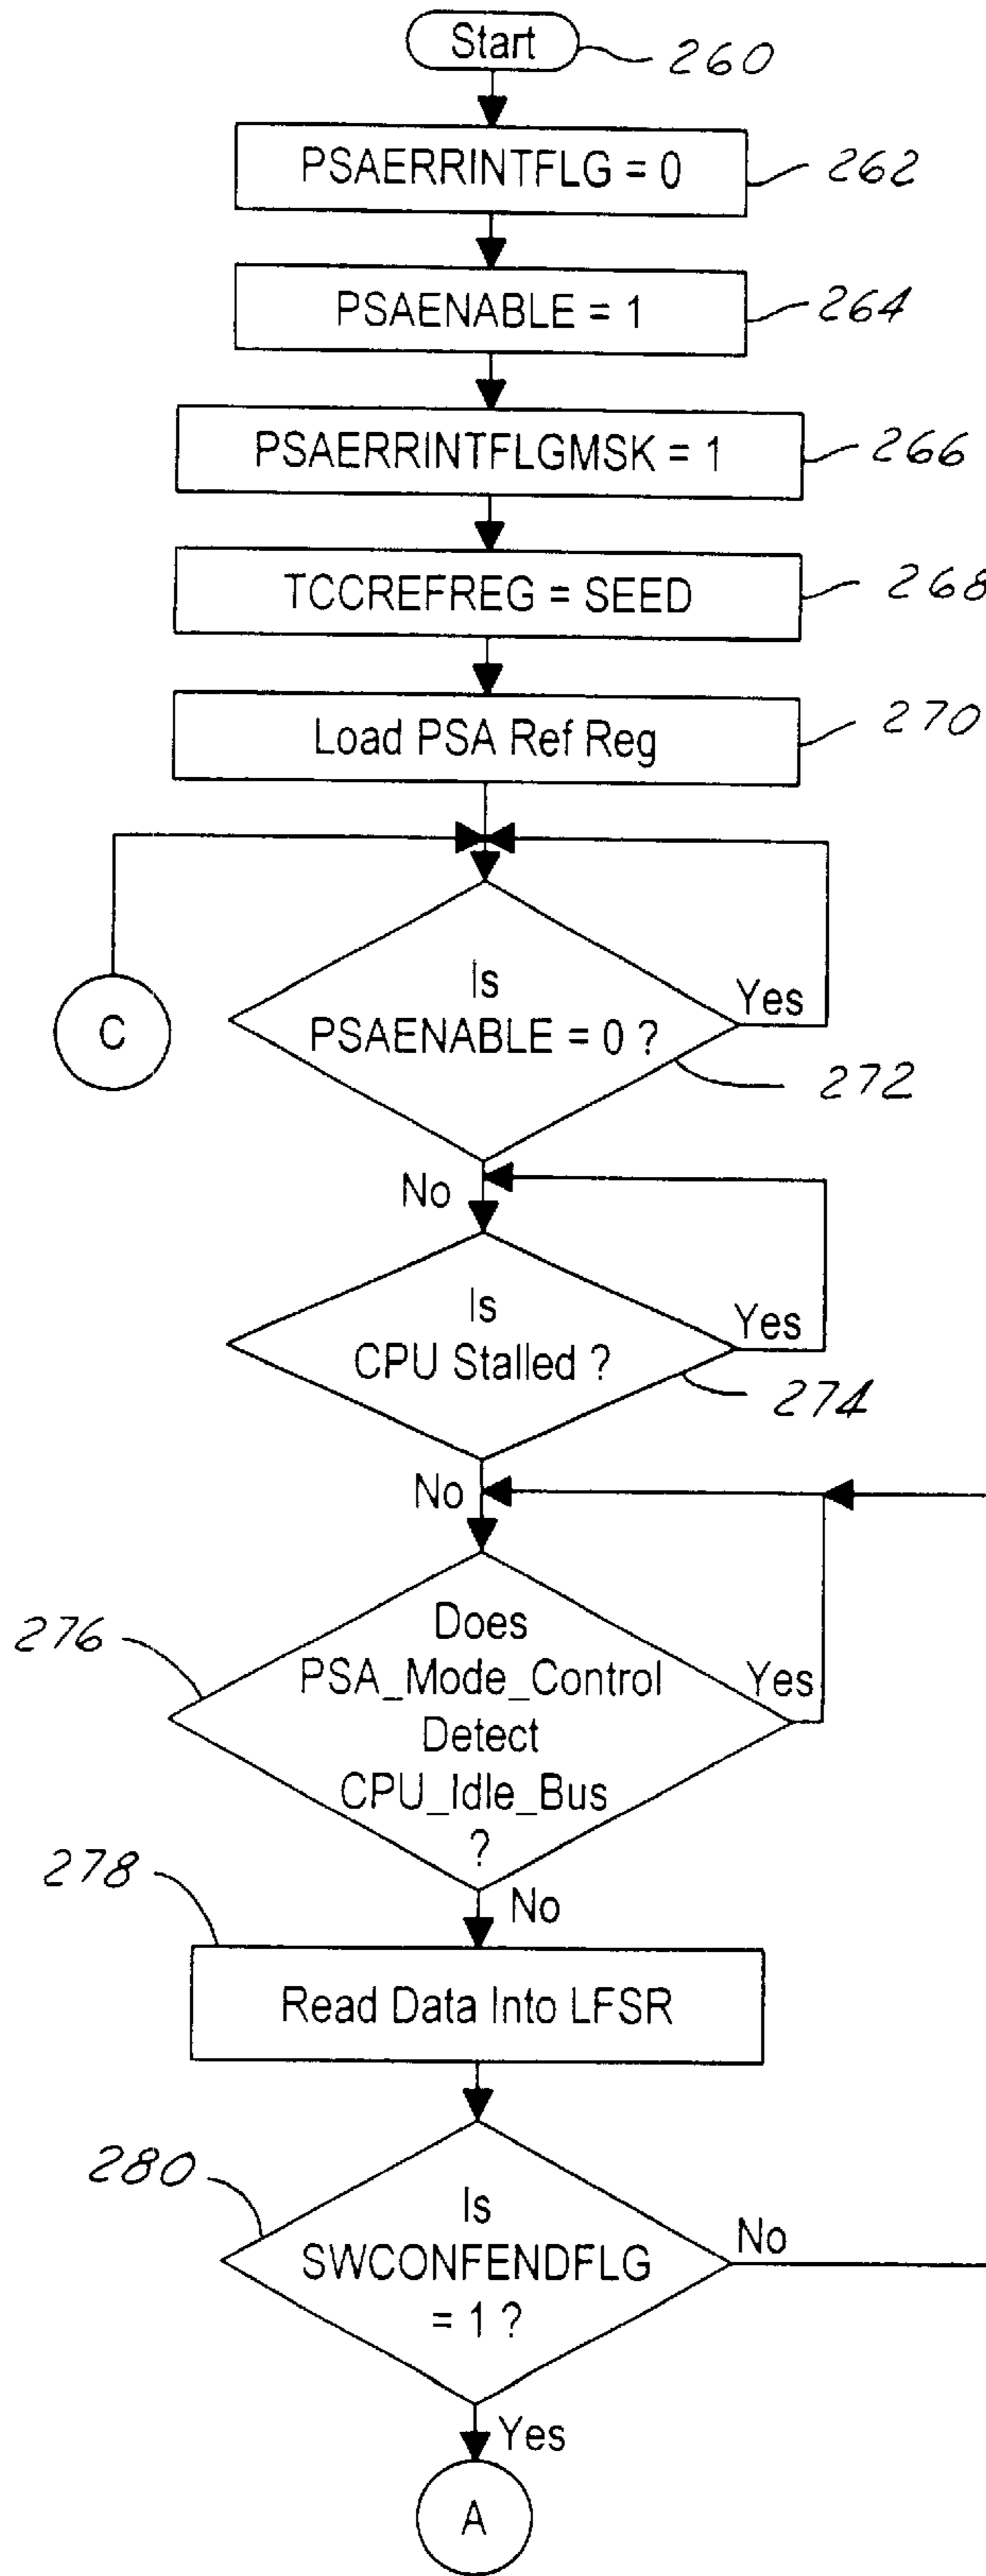 Start
260
PSAERRINTFLG = 0
262
PSAENABLE = 1
264
PSAERRINTFLGMSK = 1
266
TCCREFREG = SEED
268
Load PSA Ref Reg
270
C
Is
PSAENABLE = 0 ?
Yes
272
No
Is
CPU Stalled ?
Yes
274
No
276
Does
PSA_Mode_Control
Detect
CPU_Idle_Bus
?
Yes
278
No
Read Data Into LFSR
280
Is
SWCONFENDFLG
= 1 ?
No
Yes
A